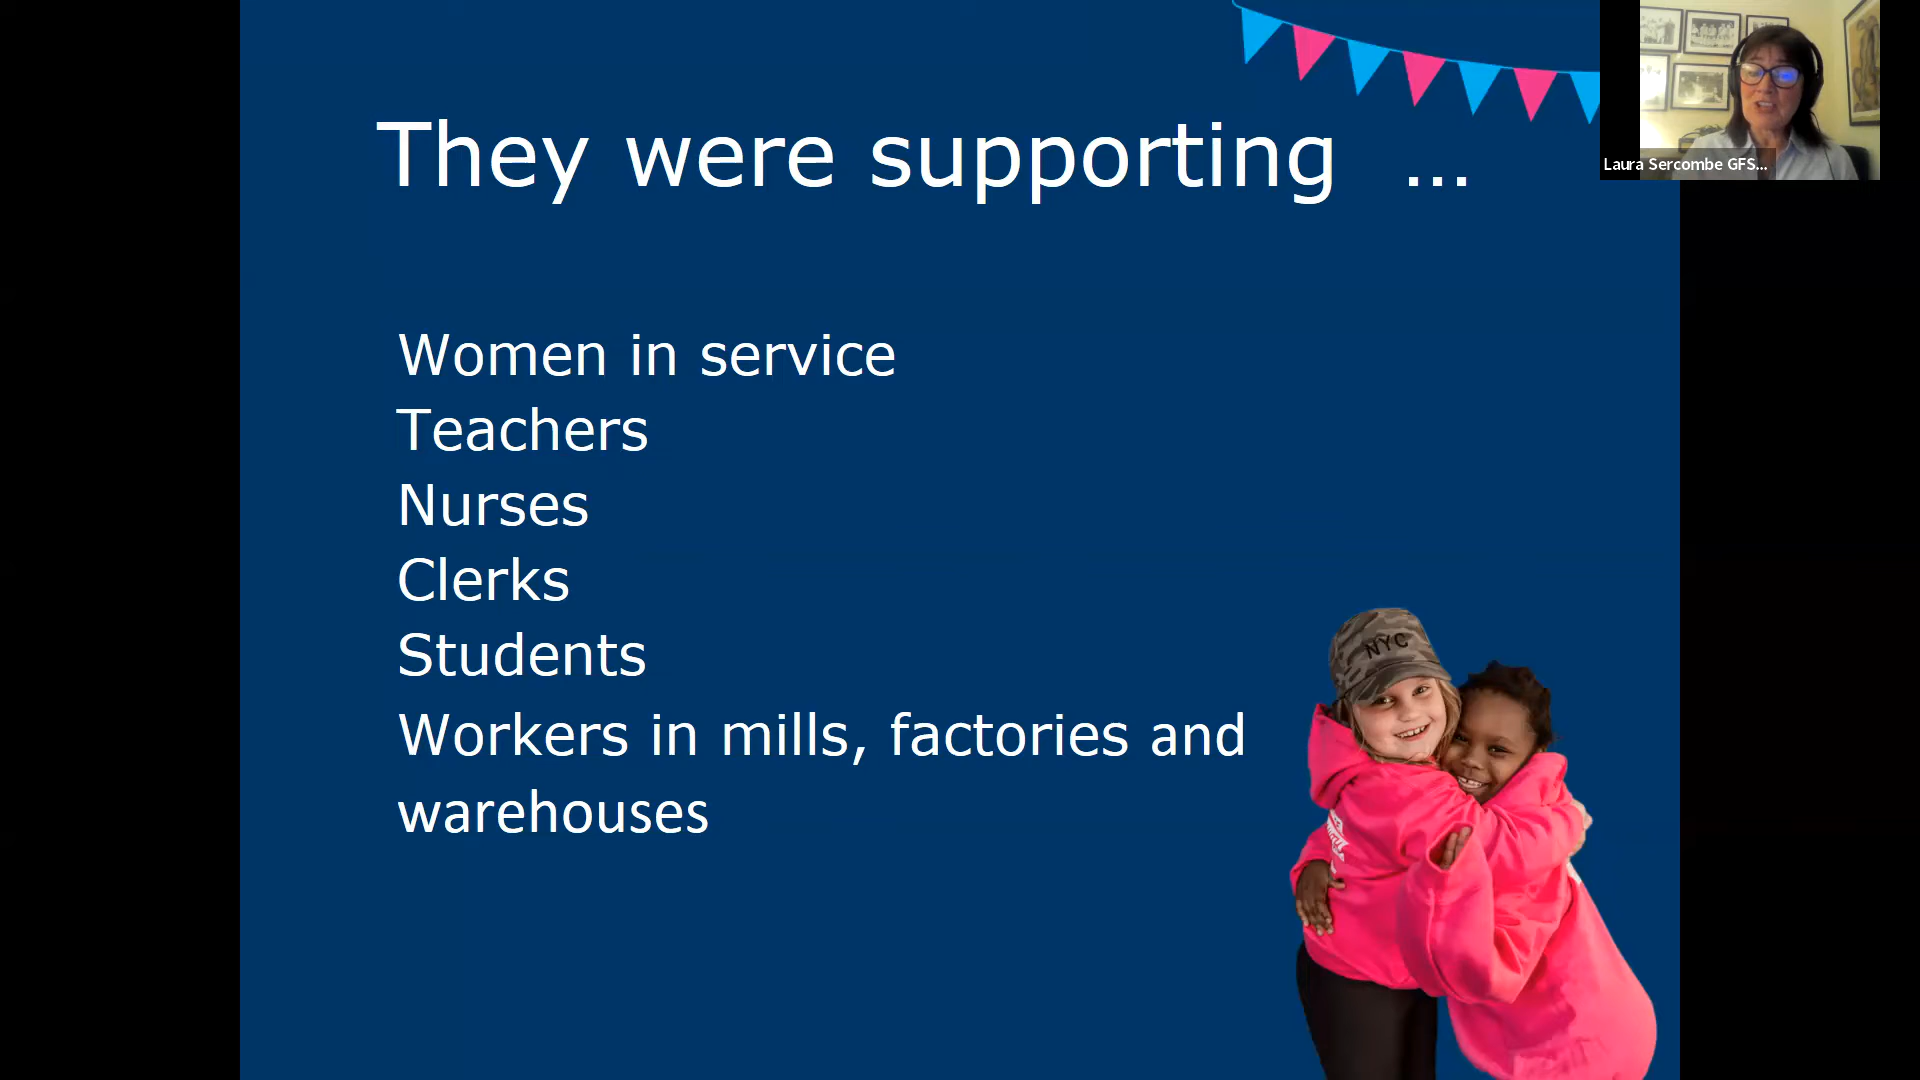 They were supporting ...
Laura Sercombe GFS...
Women in service
Teachers
Nurses
Clerks
Students
Workers in mills, factories and
warehouses
NYC